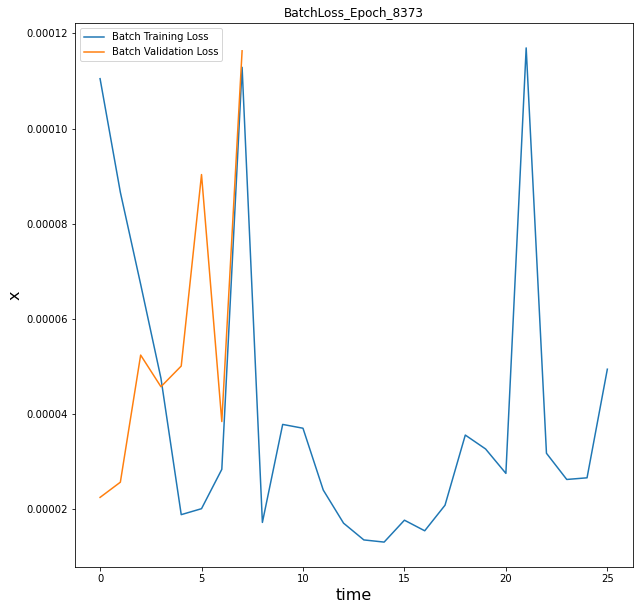 BatchLoss_Epoch_8373
Batch Training Loss
Batch Validation Loss
0.00012
0.00010
0.00008
0.00006
0.00004
0.00002
x
0 5 10 15 20 25
time